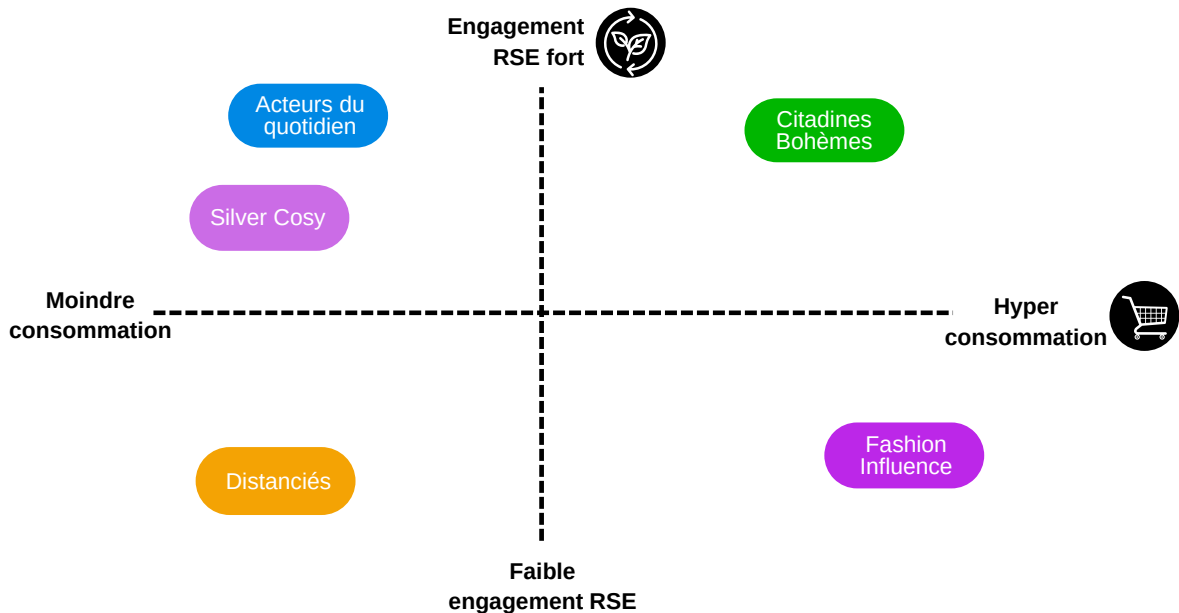 Engagement
RSE fort
Acteurs du
quotidien
Citadines
Bohèmes
Silver Cosy
Moindre
consommation
Hyper
consommation
Fashion
Influence
Distanciés
Faible
engagement RSE